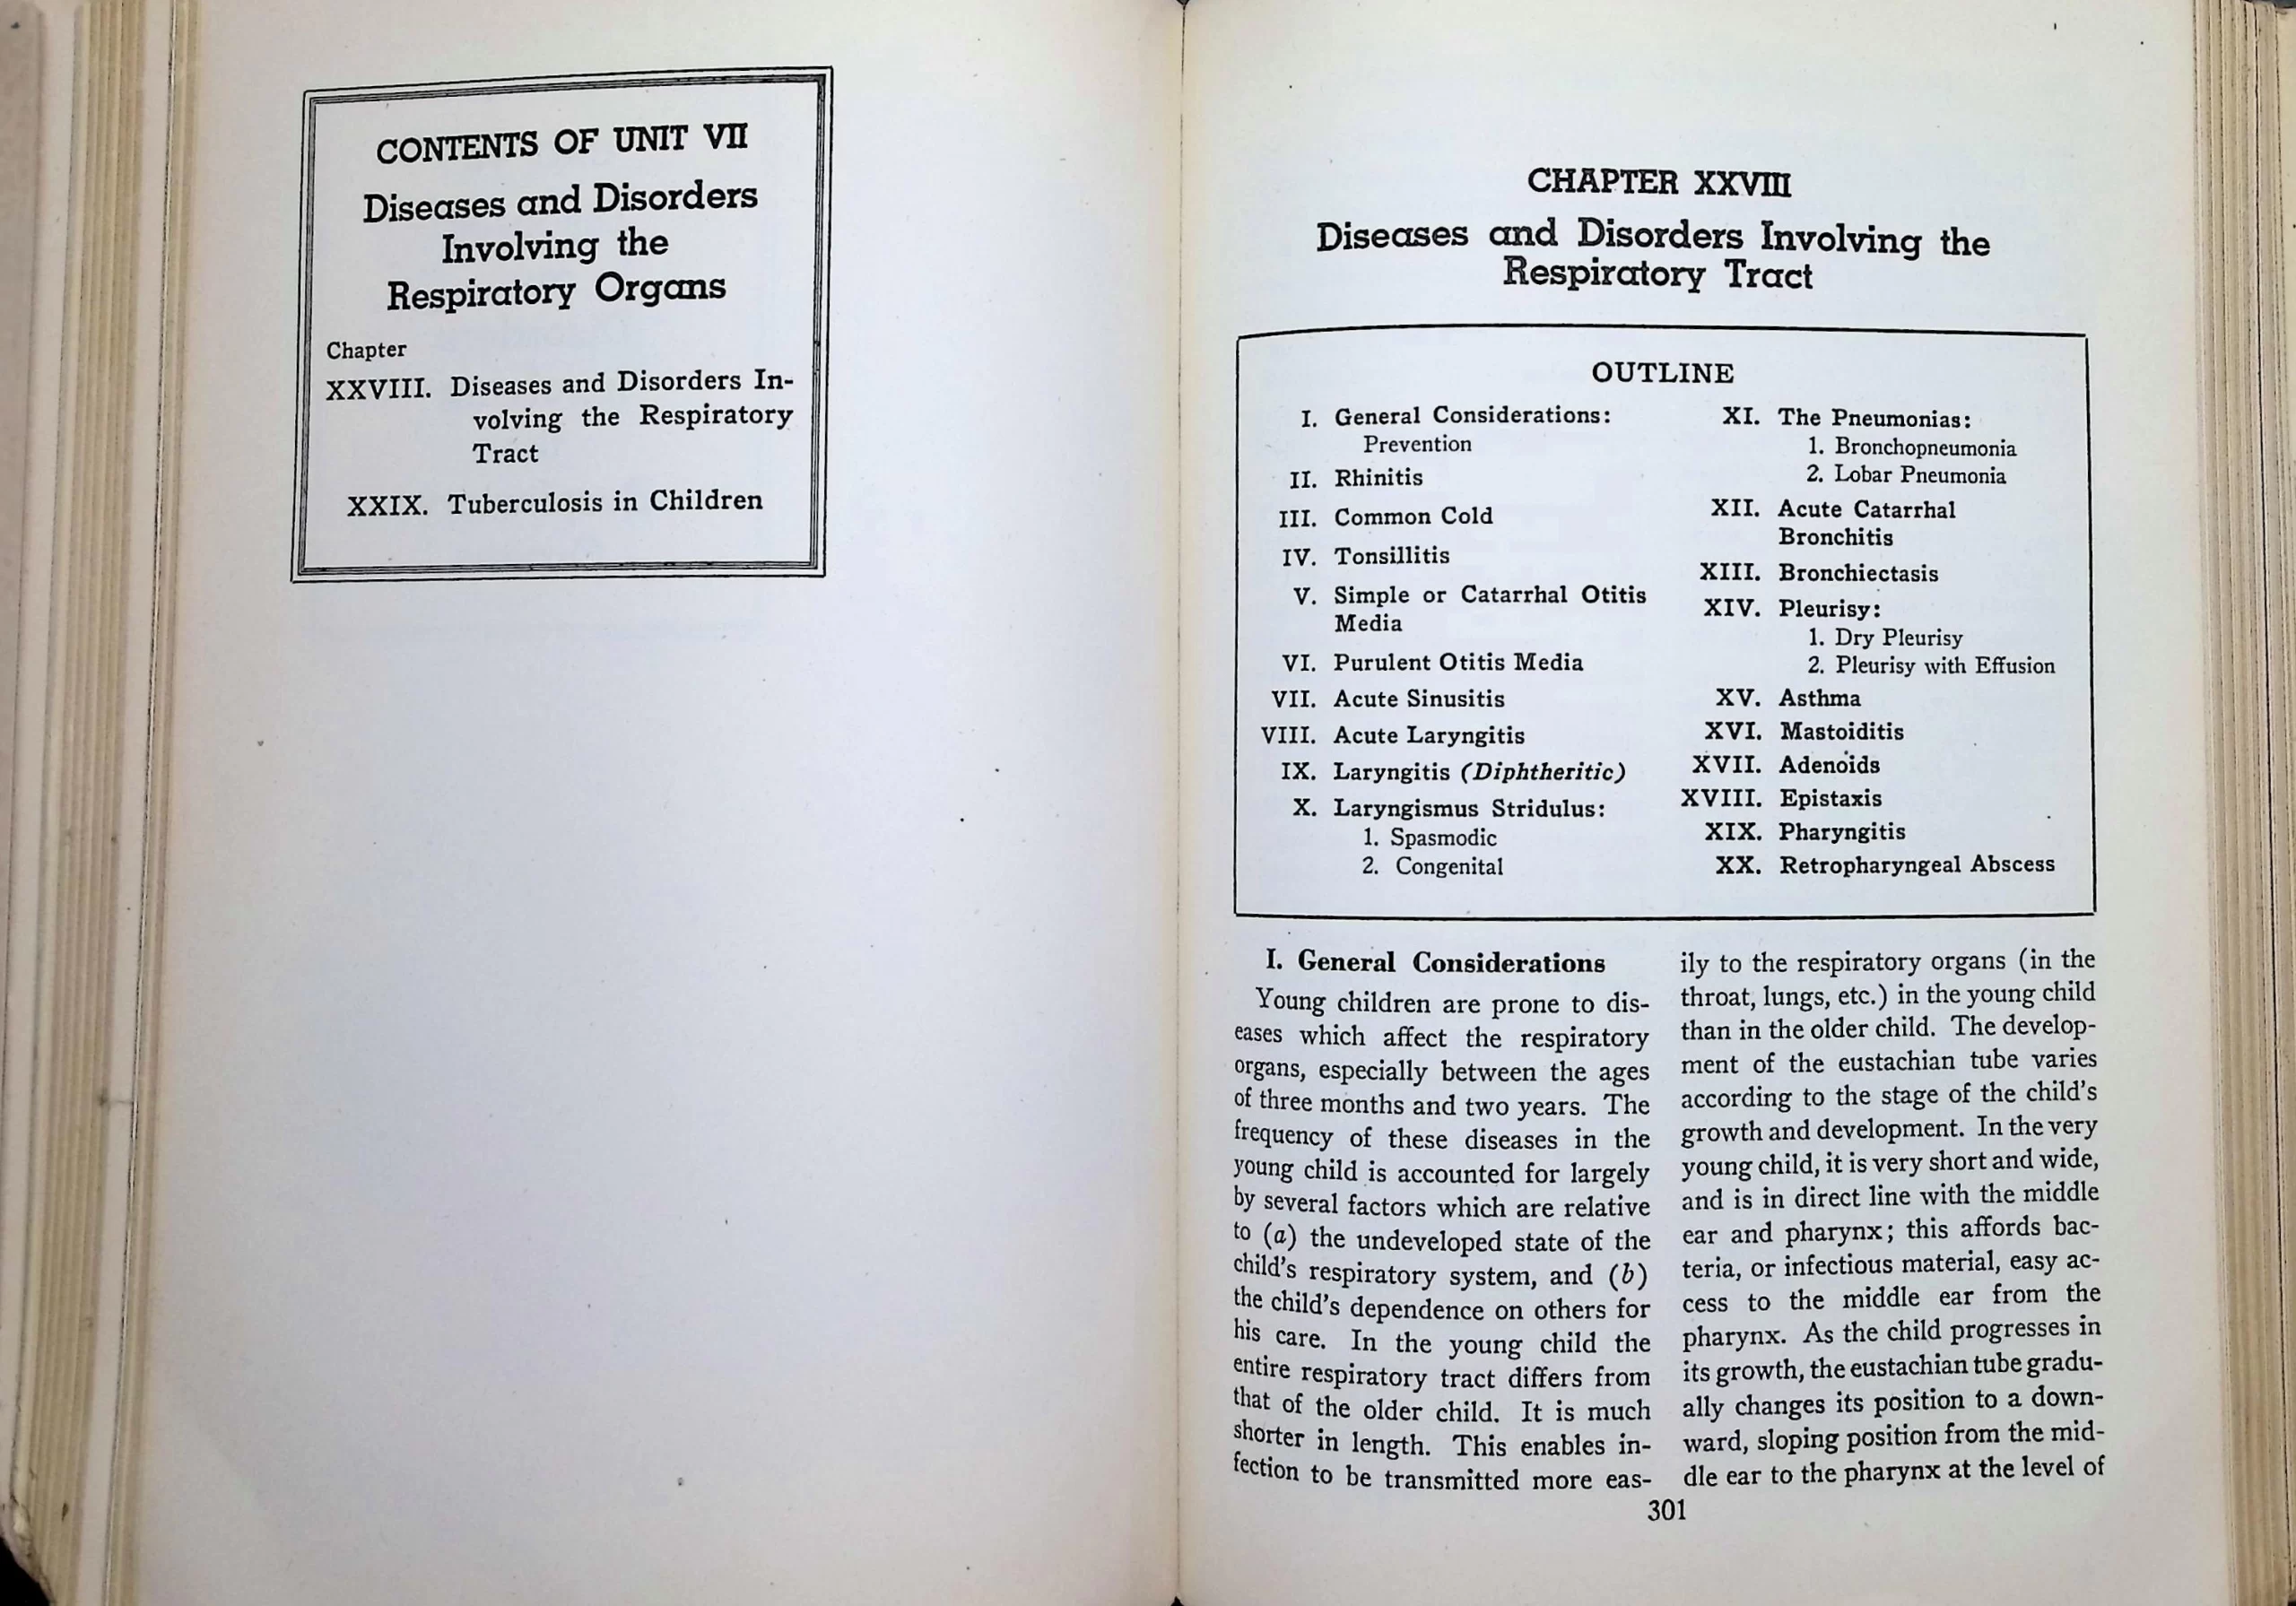 CONTENTS OF UNIT VII
Diseases and Disorders
Involving the
Respiratory Organs
Chapter
XXVIII. Diseases and Disorders In-
volving the Respiratory
Tract
XXIX. Tuberculosis in Children
CHAPTER XXVIII
Diseases and Disorders Involving the
Respiratory Tract
OUTLINE
I. General Considerations:
Prevention
II. Rhinitis
III. Common Cold
IV. Tonsillitis
V. Simple or Catarrhal Otitis
Media
VI. Purulent Otitis Media
VII. Acute Sinusitis
VIII. Acute Laryngitis
IX. Laryngitis (Diphtheritic)
X. Laryngismus Stridulus:
1. Spasmodic
2. Congenital
XI. The Pneumonias:
1. Bronchopneumonia
2. Lobar Pneumonia
XII. Acute Catarrhal
Bronchitis
XIII. Bronchiectasis
XIV. Pleurisy:
1. Dry Pleurisy
2. Pleurisy with Effusion
XV. Asthma
XVI. Mastoiditis
XVII. Adenoids
XVIII. Epistaxis
XIX. Pharyngitis
XX. Retropharyngeal Abscess
I. General Considerations
Young children are prone to dis-
eases which affect the respiratory
organs, especially between the ages
of three months and two years. The
frequency of these diseases in the
young child is accounted for largely
by several factors which are relative
to (a) the undeveloped state of the
child's respiratory system, and (b)
the child's dependence on others for
his care. In the young child the
entire respiratory tract differs from
that of the older child. It is much
shorter in length. This enables in-
fection to be transmitted more eas-
ily to the respiratory organs (in the
throat, lungs, etc.) in the young child
than in the older child. The develop-
ment of the eustachian tube varies
according to the stage of the child's
growth and development. In the very
young child, it is very short and wide,
and is in direct line with the middle
ear and pharynx; this affords bac-
teria, or infectious material, easy ac-
cess to the middle ear from the
pharynx. As the child progresses in
its growth, the eustachian tube gradu-
ally changes its position to a down-
ward, sloping position from the mid-
dle ear to the pharynx at the level of
301